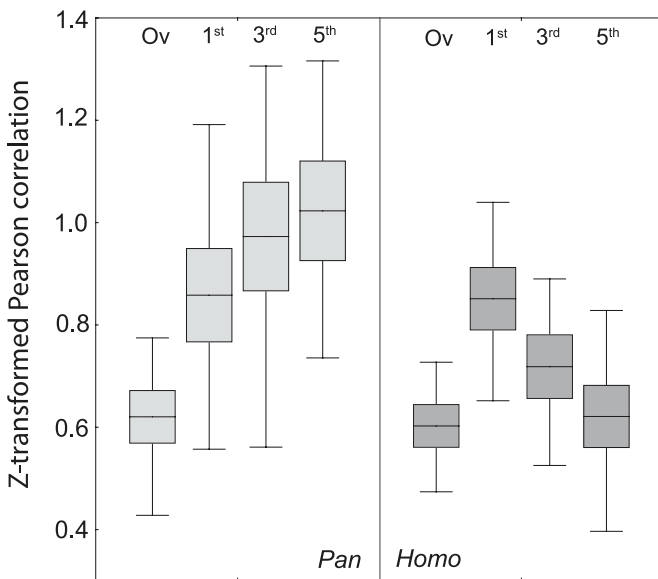 Z-transformed Pearson correlation
1.4
1.2
1.0
0.8
0.6
0.4
Ov 1st 3rd 5th
Ov 1st 3rd 5th
Pan
Homo